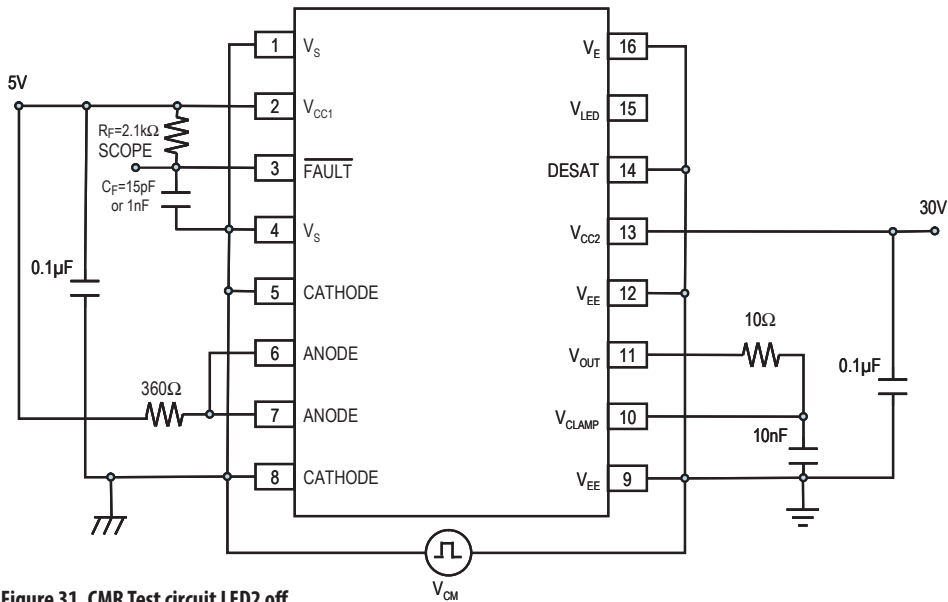 1 V_S
V_E 16
5V
2 V_CC1
V_LED 15
R_F=2.1kΩ
SCOPE
3 F̅A̅U̅L̅T̅
DESAT 14
C_F=15pF
or 1nF
30V
4 V_S
V_CC2 13
0.1µF
5 CATHODE
V_EE 12
10Ω
6 ANODE
V_OUT 11
0.1µF
360Ω
7 ANODE
V_CLAMP 10
10nF
8 CATHODE
V_EE 9
V_CM
Figure 31. CMR Test circuit LED2 off